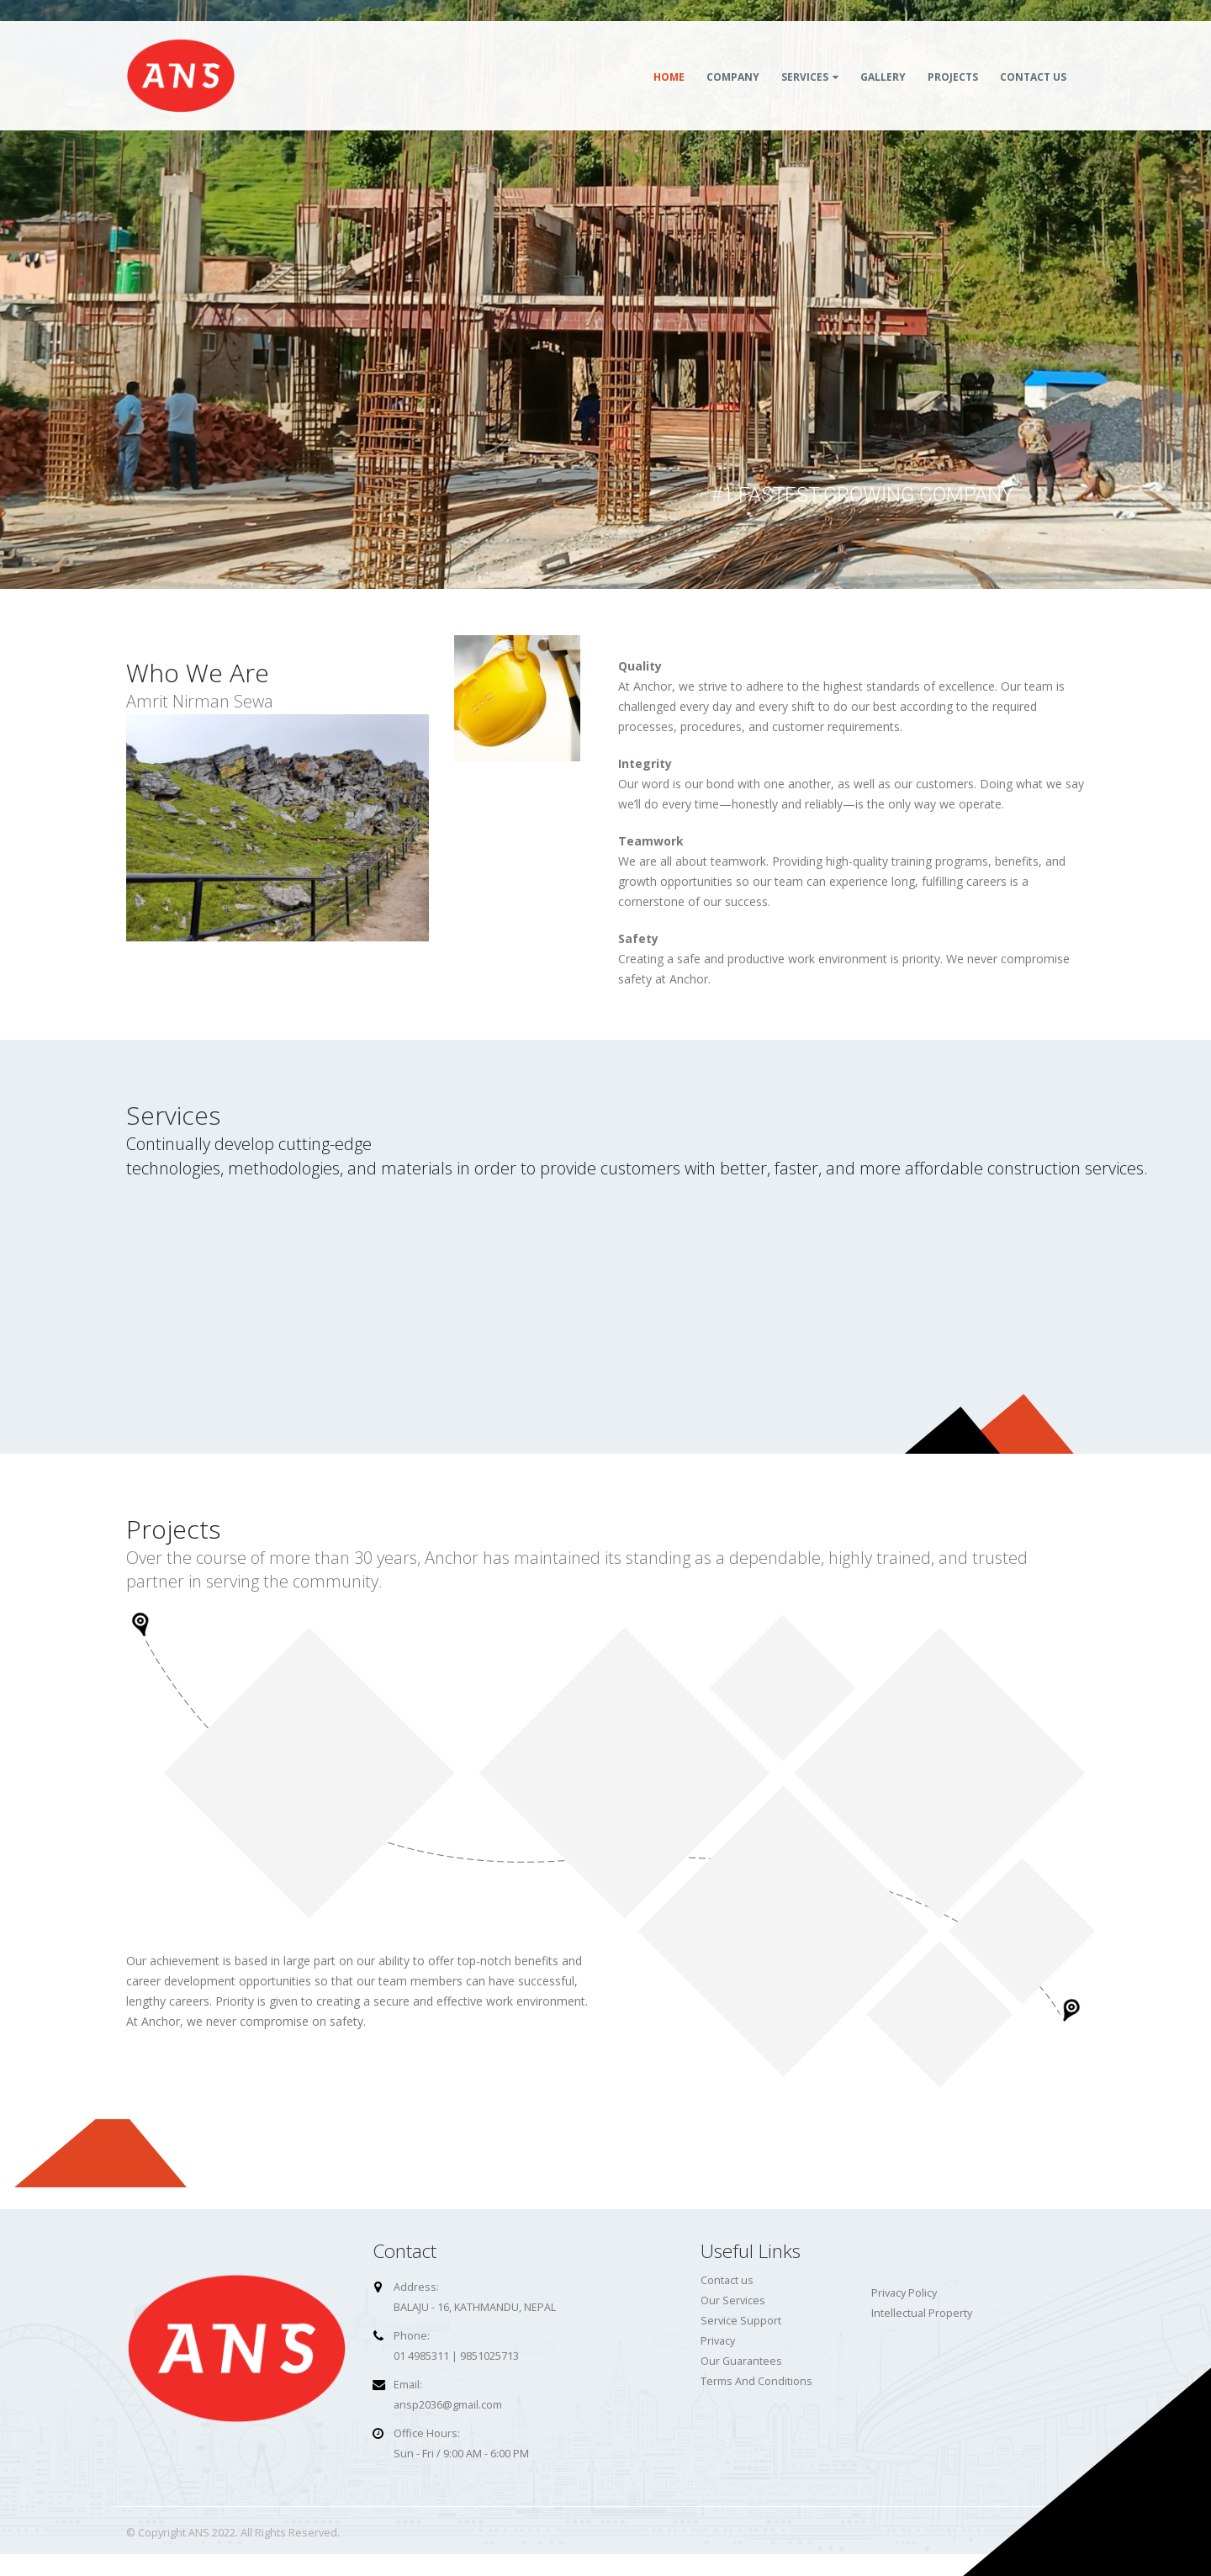 ANS
HOME COMPANY SERVICES GALLERY PROJECTS CONTACT US
#1 FASTEST GROWING COMPANY
Who We Are
Amrit Nirman Sewa
Quality
At Anchor, we strive to adhere to the highest standards of excellence. Our team is
challenged every day and every shift to do our best according to the required
processes, procedures, and customer requirements.
Integrity
Our word is our bond with one another, as well as our customers. Doing what we say
we'll do every time—honestly and reliably—is the only way we operate.
Teamwork
We are all about teamwork. Providing high-quality training programs, benefits, and
growth opportunities so our team can experience long, fulfilling careers is a
cornerstone of our success.
Safety
Creating a safe and productive work environment is priority. We never compromise
safety at Anchor.
Services
Continually develop cutting-edge
technologies, methodologies, and materials in order to provide customers with better, faster, and more affordable construction services.
Projects
Over the course of more than 30 years, Anchor has maintained its standing as a dependable, highly trained, and trusted
partner in serving the community.
Our achievement is based in large part on our ability to offer top-notch benefits and
career development opportunities so that our team members can have successful,
lengthy careers. Priority is given to creating a secure and effective work environment.
At Anchor, we never compromise on safety.
ANS
Contact
Address:
BALAJU - 16, KATHMANDU, NEPAL
Phone:
01 4985311 | 9851025713
Email:
ansp2036@gmail.com
Office Hours:
Sun - Fri / 9:00 AM - 6:00 PM
Useful Links
Contact us
Our Services
Service Support
Privacy
Our Guarantees
Terms And Conditions
Privacy Policy
Intellectual Property
© Copyright ANS 2022. All Rights Reserved.